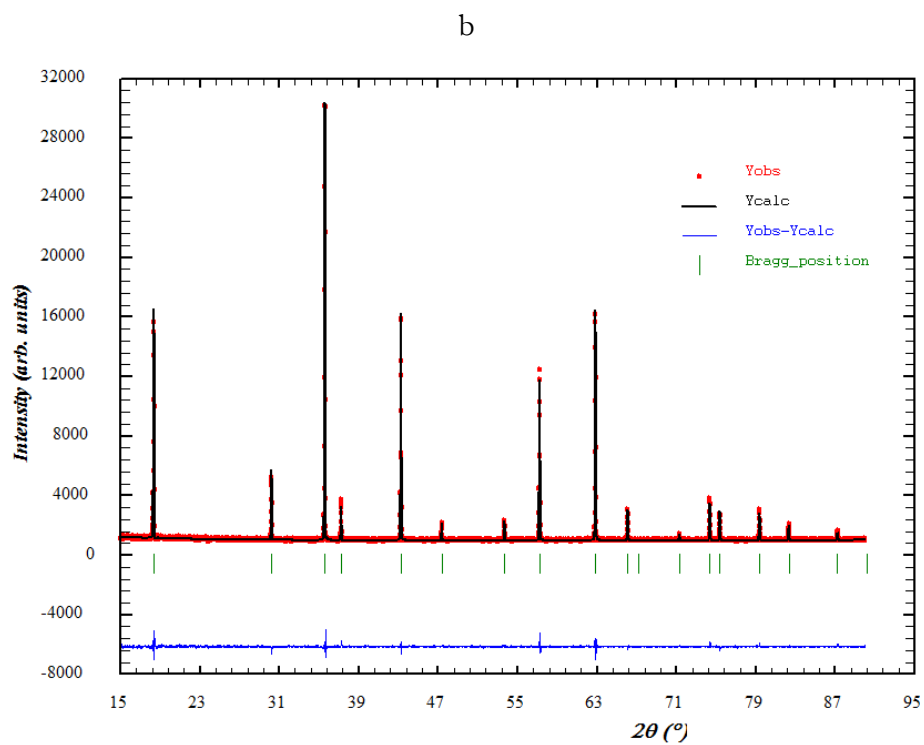 b
32000
28000
24000
20000
16000
12000
8000
4000
0
-4000
-8000
Intensity (arb. units)
Yobs
Ycalc
Yobs-Ycalc
Bragg_position
15 23 31 39 47 55 63 71 79 87 95
2θ (°)